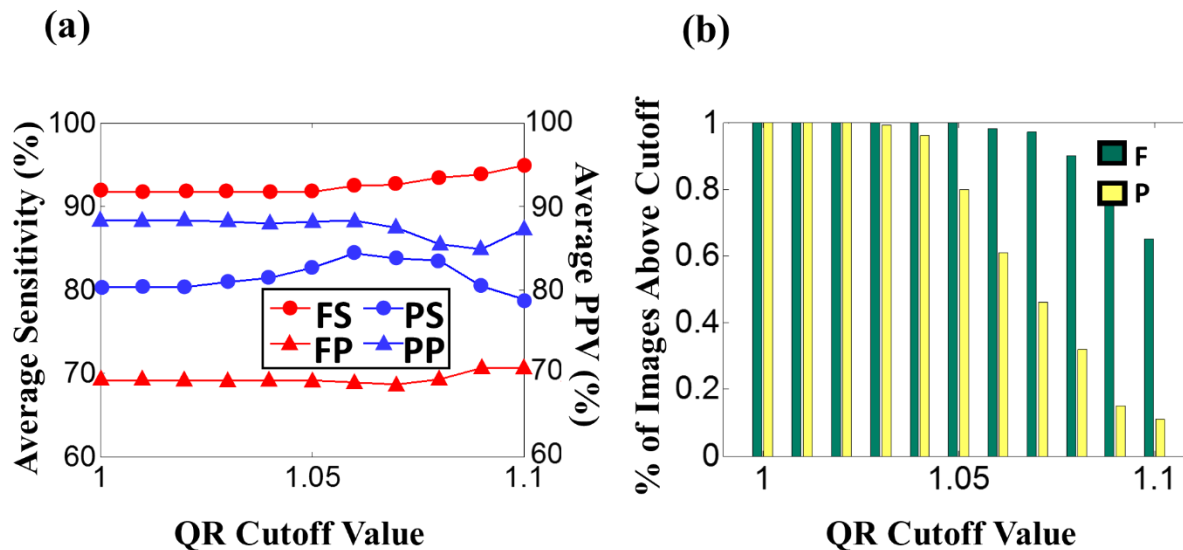 (a)
Average Sensitivity (%)
100
90
80
70
60
1
1.05
1.1
100
90
80
70
60
Average PPV (%)
FS
PS
FP
PP
QR Cutoff Value
(b)
% of Images Above Cutoff
1
0.8
0.6
0.4
0.2
0
1
1.05
1.1
F
P
QR Cutoff Value